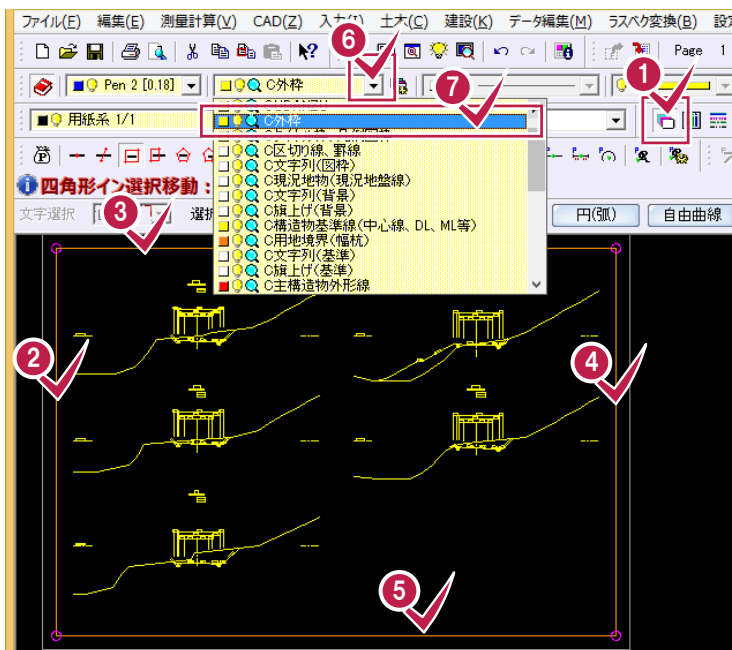 ファイル(F) 編集(E) 測量計算(V) CAD(Z) 入力(I) 土木(C) 建設(K) データ編集(M) ラスベク変換(B) 設定
6
Page 1
1
Pen 2 [0.18] C外枠
7
用紙系 1/1
C外枠
C区切り線、罫線
C文字列(図枠)
C現況地物(現況地盤線)
四角形イン選択移動:
C文字列(背景)
文字選択 選択
3
C旗上げ(背景)
円(弧) 自由曲線
C構造物基準線(中心線、DL、ML等)
C用地境界(幅杭)
C文字列(基準)
C旗上げ(基準)
C主構造物外形線
2
4
5